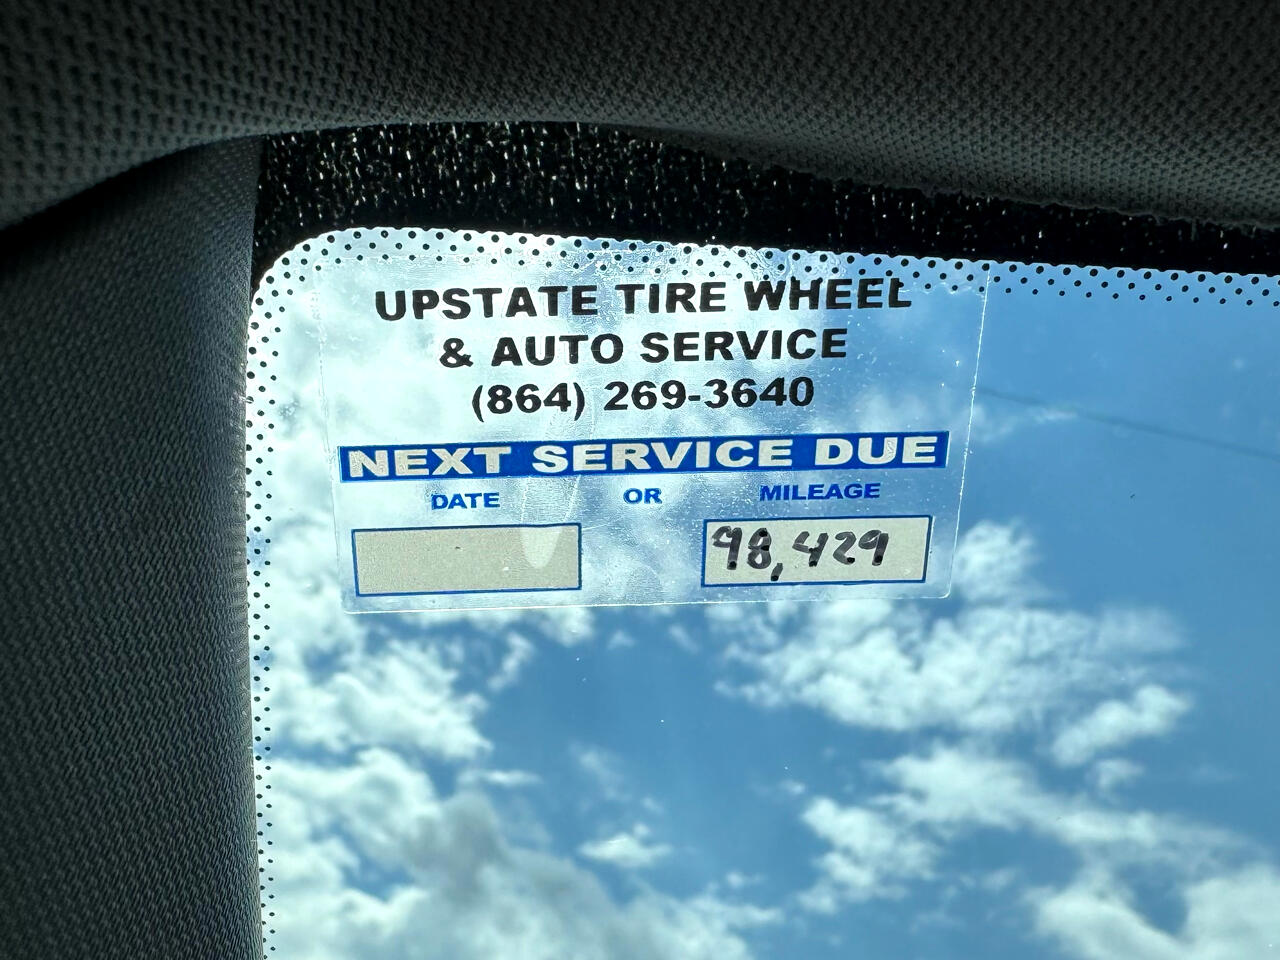 UPSTATE TIRE WHEEL
& AUTO SERVICE
(864) 269-3640
NEXT SERVICE DUE
DATE OR MILEAGE
98,429